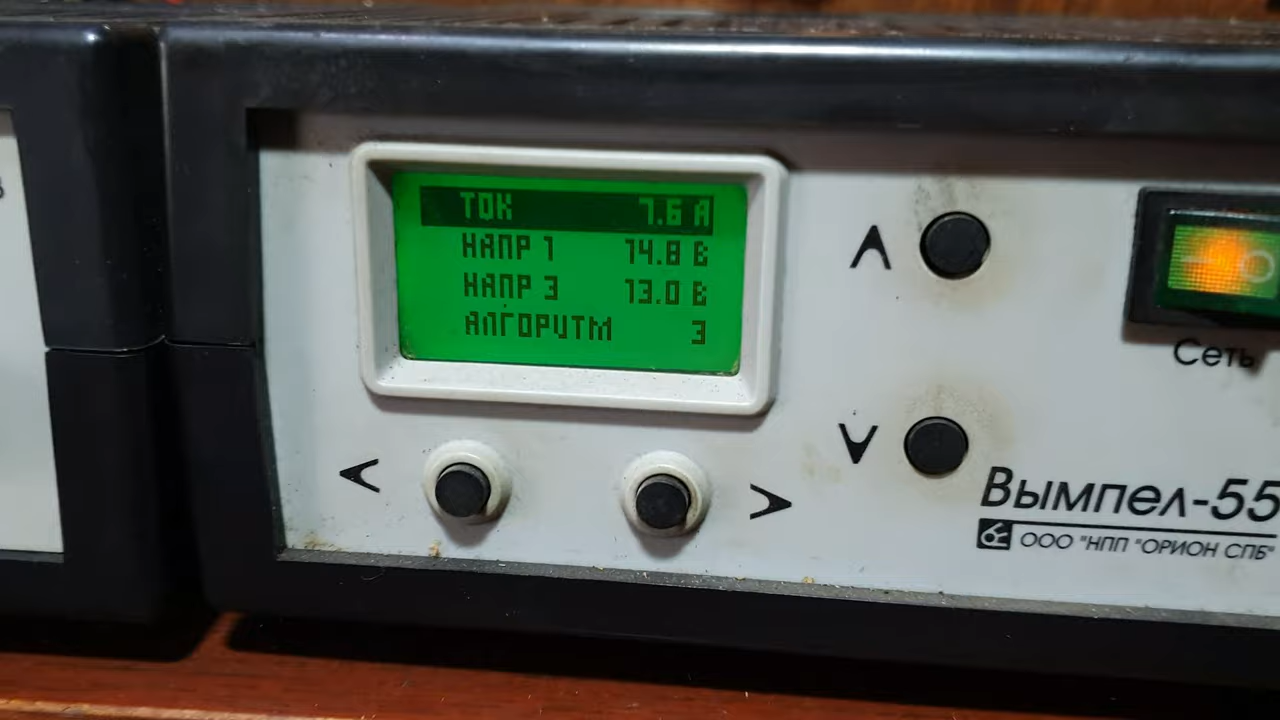 ТОК 7.6 А
НАПР 1 14.8 В
НАПР 3 13.0 В
АЛГОРИТМ 3
Сеть
Вымпел-55
ООО "НПП "ОРИОН СПБ"